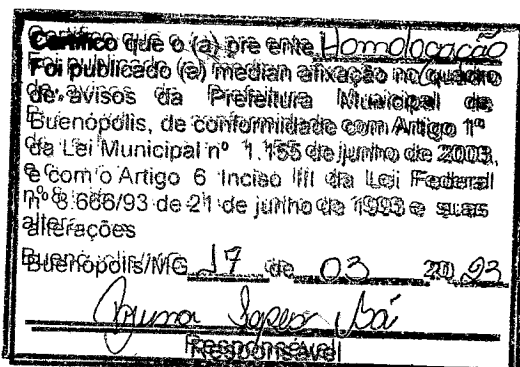 Certifico que o (a) presente Homologação
Foi publicado (a) mediante afixação no quadro
de avisos da Prefeitura Municipal de
Buenópolis, de conformidade com Artigo 1º
da Lei Municipal nº 1.155 de junho de 2003,
e com o Artigo 6 Inciso III da Lei Federal
nº 8.666/93 de 21 de junho de 1993 e suas
alterações
Buenópolis/MG 17 de 03 20 23
Responsável